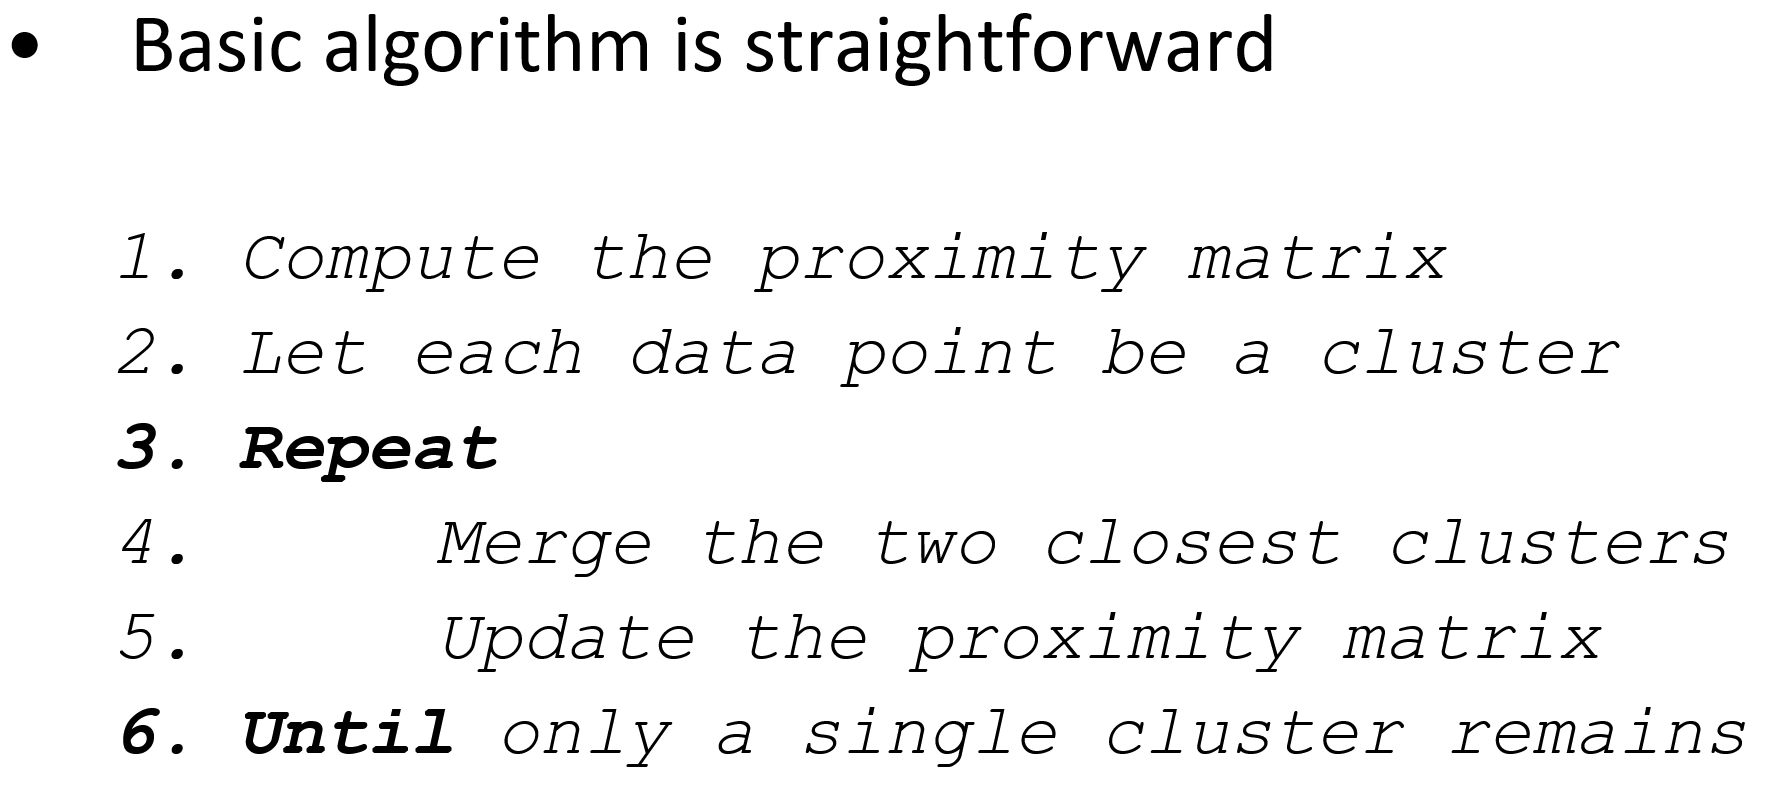 • Basic algorithm is straightforward
1. Compute the proximity matrix
2. Let each data point be a cluster
3. Repeat
4. Merge the two closest clusters
5. Update the proximity matrix
6. Until only a single cluster remains